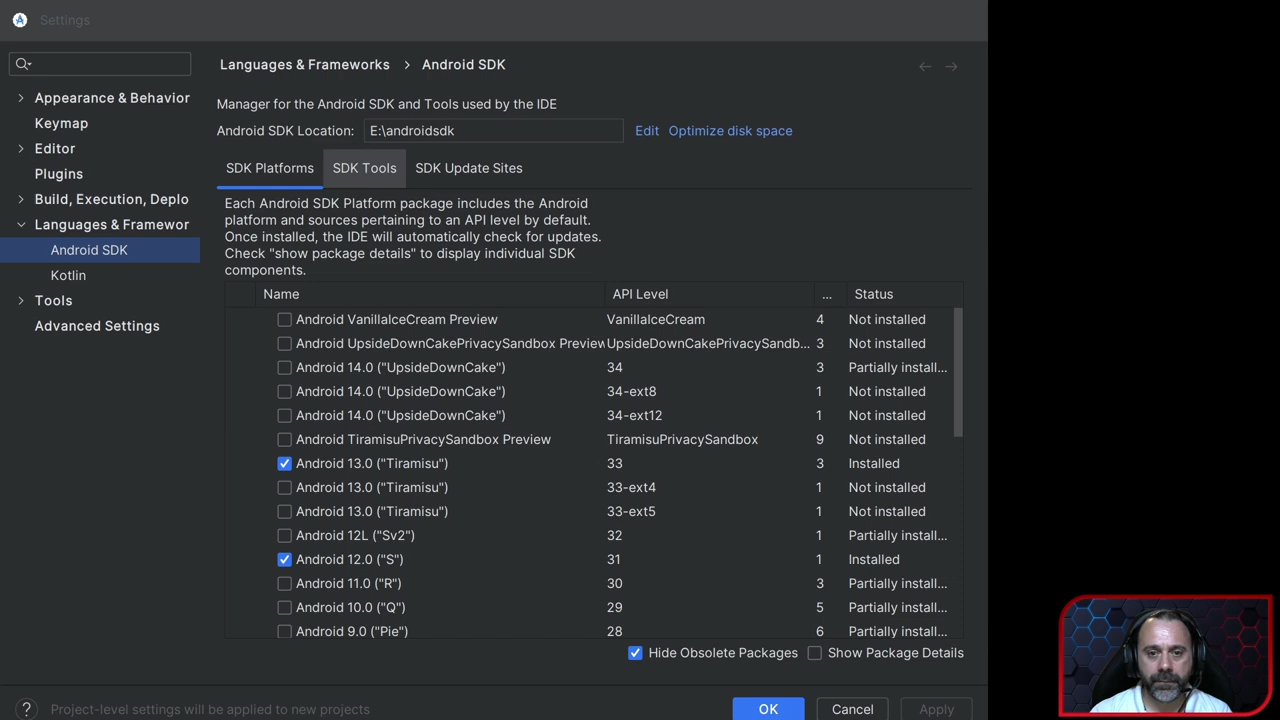 Settings
Languages & Frameworks > Android SDK
Appearance & Behavior
Keymap
Editor
Plugins
Build, Execution, Deplo
Languages & Framewor
Android SDK
Kotlin
Tools
Advanced Settings
Manager for the Android SDK and Tools used by the IDE
Android SDK Location: E:\androidsdk Edit Optimize disk space
SDK Platforms SDK Tools SDK Update Sites
Each Android SDK Platform package includes the Android
platform and sources pertaining to an API level by default.
Once installed, the IDE will automatically check for updates.
Check "show package details" to display individual SDK
components.
Name API Level ... Status
Android VanillaIceCream Preview VanillaIceCream 4 Not installed
Android UpsideDownCakePrivacySandbox Preview UpsideDownCakePrivacySandb... 3 Not installed
Android 14.0 ("UpsideDownCake") 34 3 Partially install...
Android 14.0 ("UpsideDownCake") 34-ext8 1 Not installed
Android 14.0 ("UpsideDownCake") 34-ext12 1 Not installed
Android TiramisuPrivacySandbox Preview TiramisuPrivacySandbox 9 Not installed
Android 13.0 ("Tiramisu") 33 3 Installed
Android 13.0 ("Tiramisu") 33-ext4 1 Not installed
Android 13.0 ("Tiramisu") 33-ext5 1 Not installed
Android 12L ("Sv2") 32 1 Partially install...
Android 12.0 ("S") 31 1 Installed
Android 11.0 ("R") 30 3 Partially install...
Android 10.0 ("Q") 29 5 Partially install...
Android 9.0 ("Pie") 28 6 Partially install...
Hide Obsolete Packages Show Package Details
? Project-level settings will be applied to new projects
OK Cancel Apply